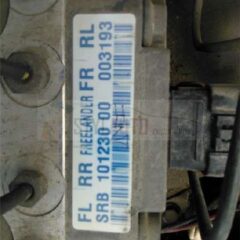 FL RR FREELANDER FR RL
SRB 101230 00 003193